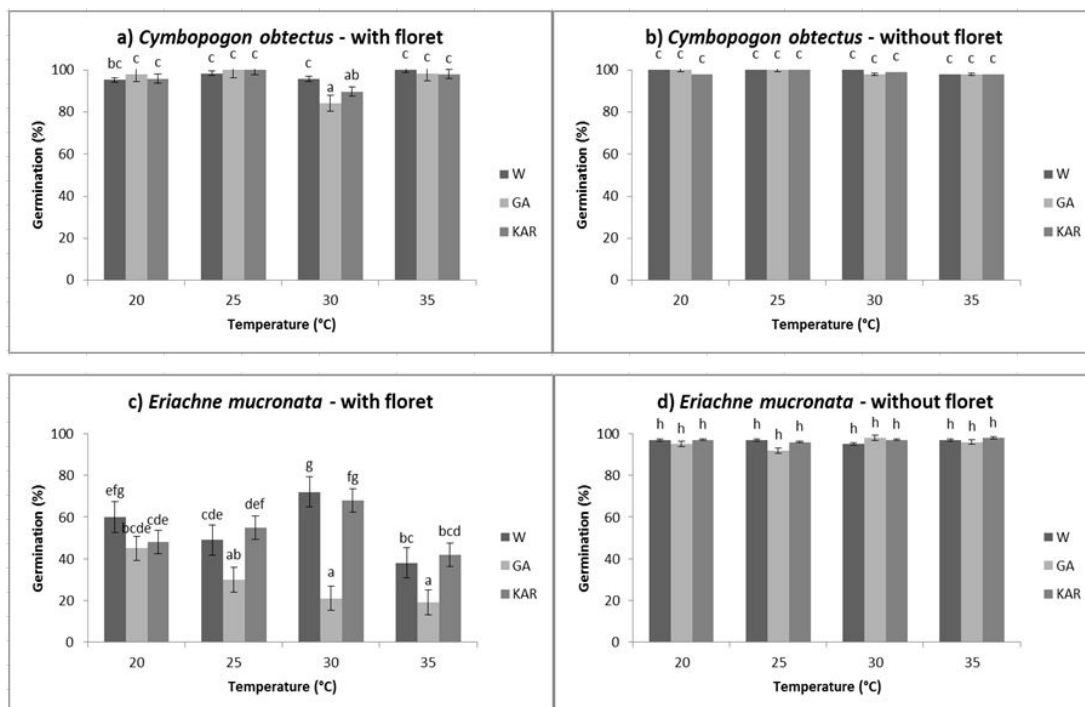 a) Cymbopogon obtectus - with floret
bc c c c c c c a ab c c c
100
80
60
40
20
0
Germination (%)
20 25 30 35
Temperature (°C)
W
GA
KAR
b) Cymbopogon obtectus - without floret
c c c c c c c c c c c c
100
80
60
40
20
0
Germination (%)
20 25 30 35
Temperature (°C)
W
GA
KAR
c) Eriachne mucronata - with floret
efg bcde cde cde ab def g a fg bc a bcd
100
80
60
40
20
0
Germination (%)
20 25 30 35
Temperature (°C)
W
GA
KAR
d) Eriachne mucronata - without floret
h h h h h h h h h h h h
100
80
60
40
20
0
Germination (%)
20 25 30 35
Temperature (°C)
W
GA
KAR